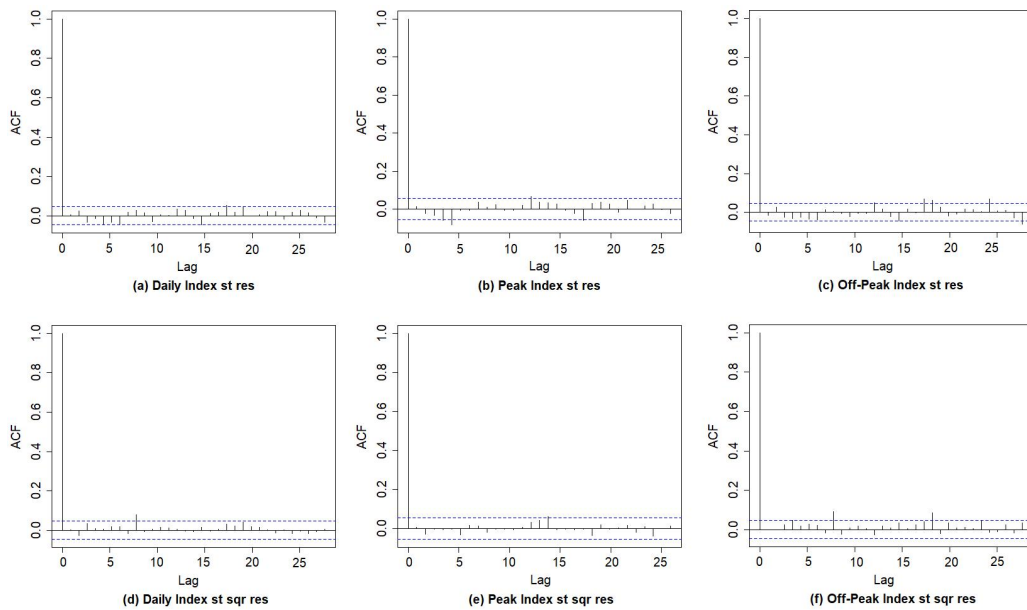 ACF
0.0 0.2 0.4 0.6 0.8 1.0
0 5 10 15 20 25
Lag
(a) Daily Index st res
ACF
0.0 0.2 0.4 0.6 0.8 1.0
0 5 10 15 20 25
Lag
(b) Peak Index st res
ACF
0.0 0.2 0.4 0.6 0.8 1.0
0 5 10 15 20 25
Lag
(c) Off-Peak Index st res
ACF
0.0 0.2 0.4 0.6 0.8 1.0
0 5 10 15 20 25
Lag
(d) Daily Index st sqr res
ACF
0.0 0.2 0.4 0.6 0.8 1.0
0 5 10 15 20 25
Lag
(e) Peak Index st sqr res
ACF
0.0 0.2 0.4 0.6 0.8 1.0
0 5 10 15 20 25
Lag
(f) Off-Peak Index st sqr res